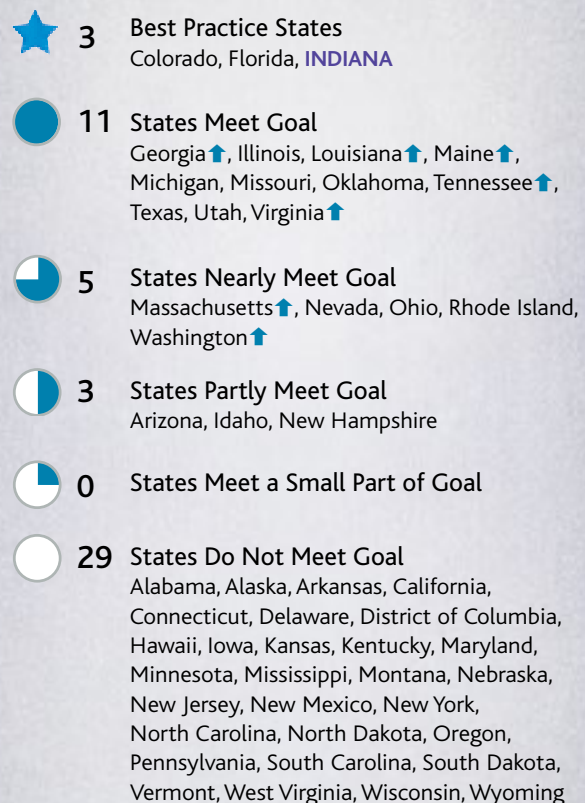 3 Best Practice States
Colorado, Florida, INDIANA
11 States Meet Goal
Georgia⬆, Illinois, Louisiana⬆, Maine⬆,
Michigan, Missouri, Oklahoma, Tennessee⬆,
Texas, Utah, Virginia⬆
5 States Nearly Meet Goal
Massachusetts⬆, Nevada, Ohio, Rhode Island,
Washington⬆
3 States Partly Meet Goal
Arizona, Idaho, New Hampshire
0 States Meet a Small Part of Goal
29 States Do Not Meet Goal
Alabama, Alaska, Arkansas, California,
Connecticut, Delaware, District of Columbia,
Hawaii, Iowa, Kansas, Kentucky, Maryland,
Minnesota, Mississippi, Montana, Nebraska,
New Jersey, New Mexico, New York,
North Carolina, North Dakota, Oregon,
Pennsylvania, South Carolina, South Dakota,
Vermont, West Virginia, Wisconsin, Wyoming